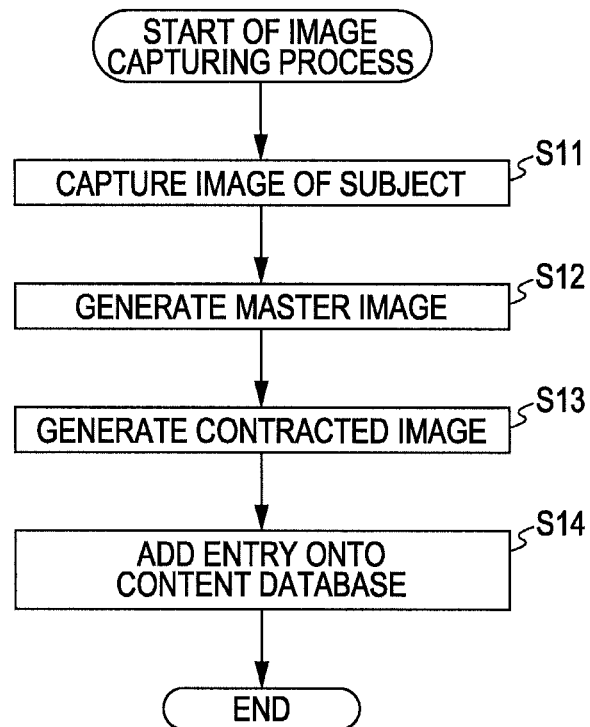 START OF IMAGE
CAPTURING PROCESS
S11
CAPTURE IMAGE OF SUBJECT
S12
GENERATE MASTER IMAGE
S13
GENERATE CONTRACTED IMAGE
S14
ADD ENTRY ONTO
CONTENT DATABASE
END